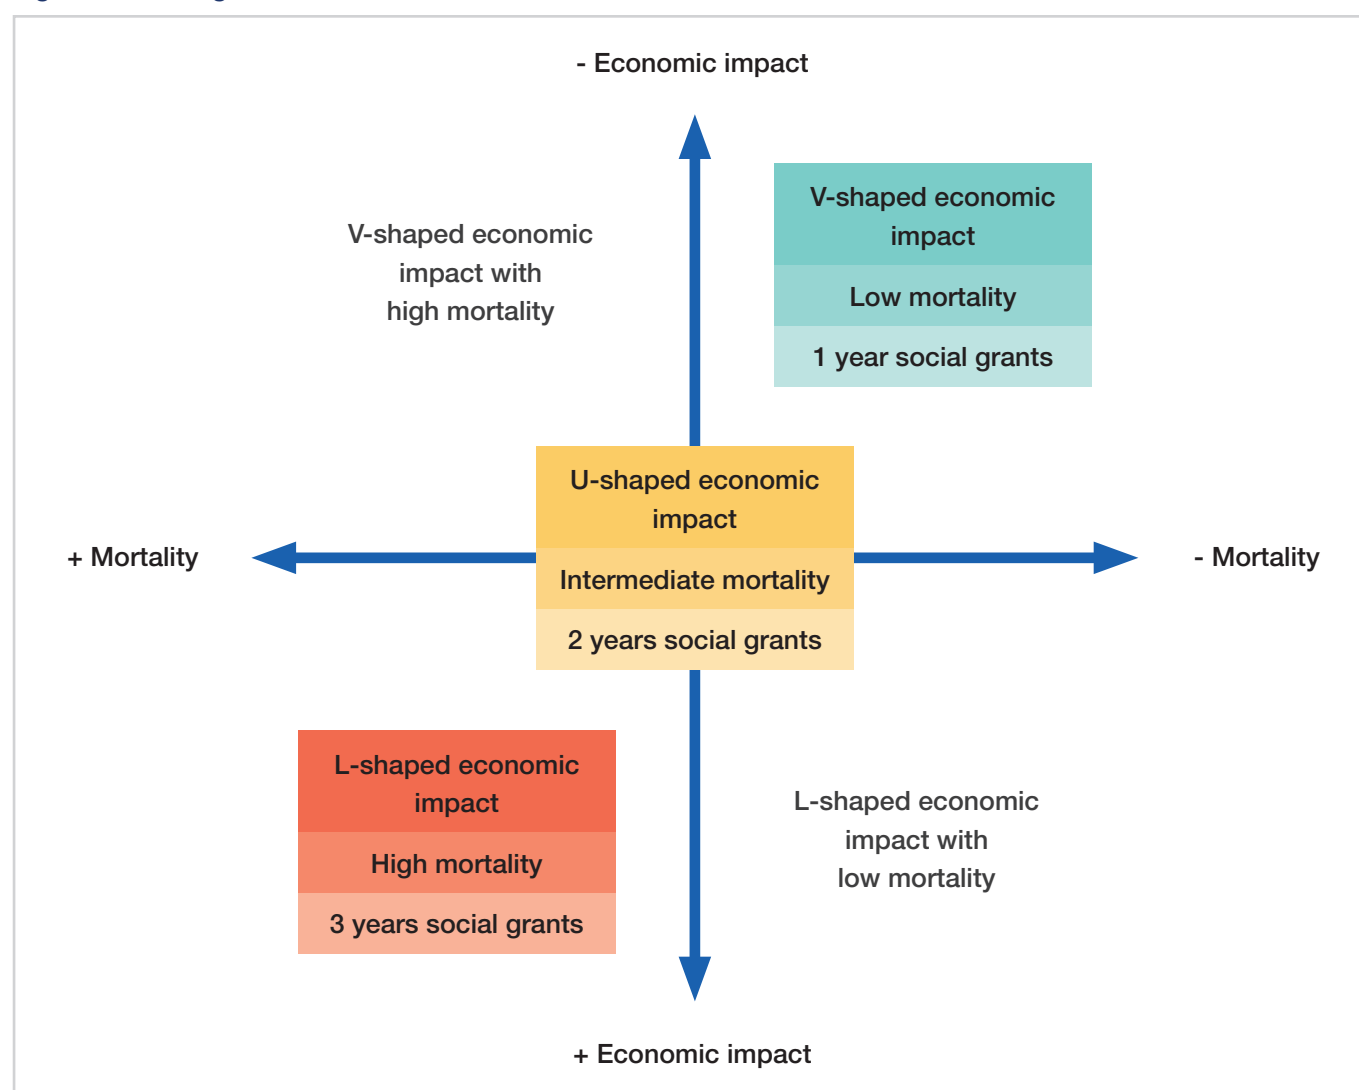 - Economic impact
V-shaped economic
impact
Low mortality
1 year social grants
V-shaped economic
impact with
high mortality
U-shaped economic
impact
Intermediate mortality
2 years social grants
+ Mortality
- Mortality
L-shaped economic
impact
High mortality
3 years social grants
L-shaped economic
impact with
low mortality
+ Economic impact